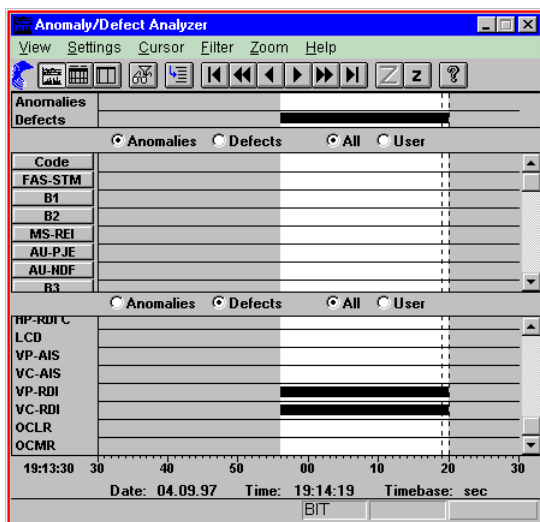 Anomaly/Defect Analyzer
View Settings Cursor Filter Zoom Help
Z z ?
Anomalies
Defects
Anomalies Defects All User
Code
FAS-STM
B1
B2
MS-REI
AU-PJE
AU-NDF
B3
Anomalies Defects All User
HP-RDI C
LCD
VP-AIS
VC-AIS
VP-RDI
VC-RDI
OCLR
OCMR
19:13:30 30 40 50 00 10 20 30
Date: 04.09.97 Time: 19:14:19 Timebase: sec
BIT